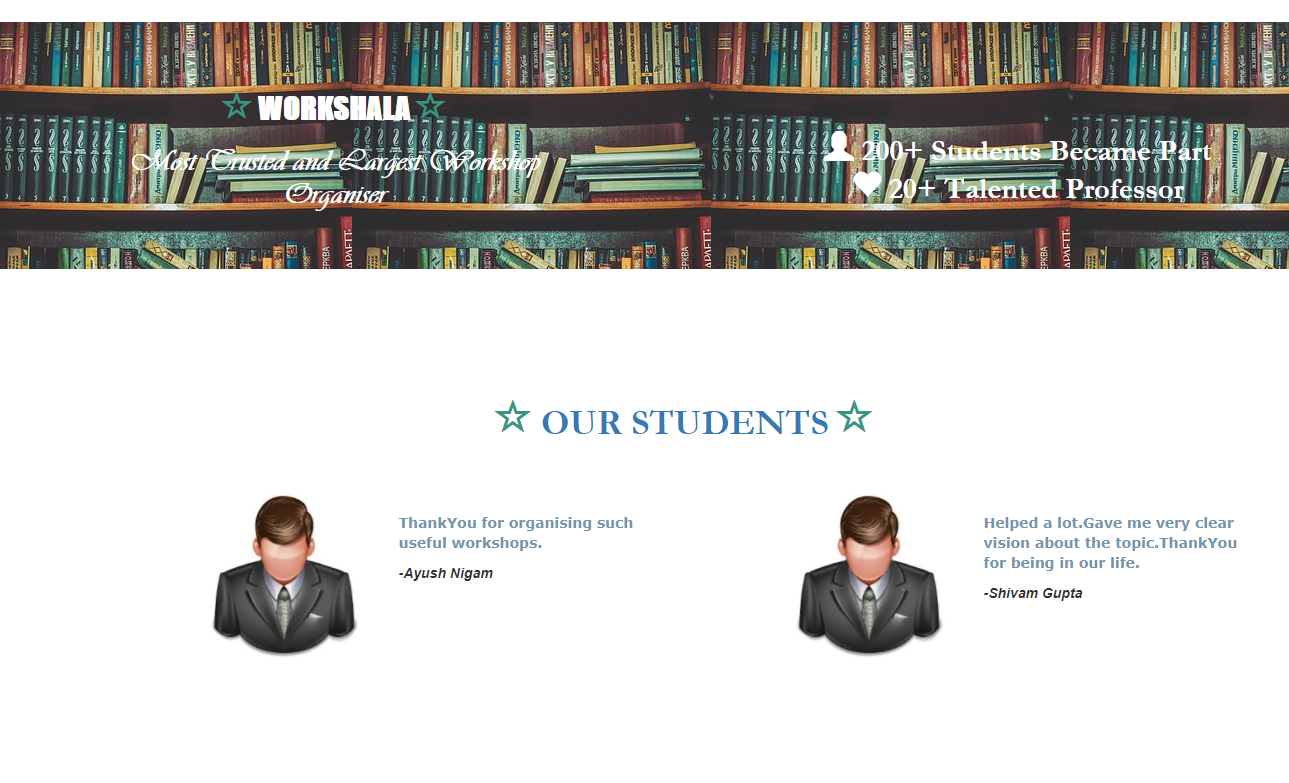 WORKSHALA
Most Trusted and Largest Workshop
Organiser
200+ Students Became Part
20+ Talented Professor
OUR STUDENTS
ThankYou for organising such
useful workshops.
-Ayush Nigam
Helped a lot.Gave me very clear
vision about the topic.ThankYou
for being in our life.
-Shivam Gupta